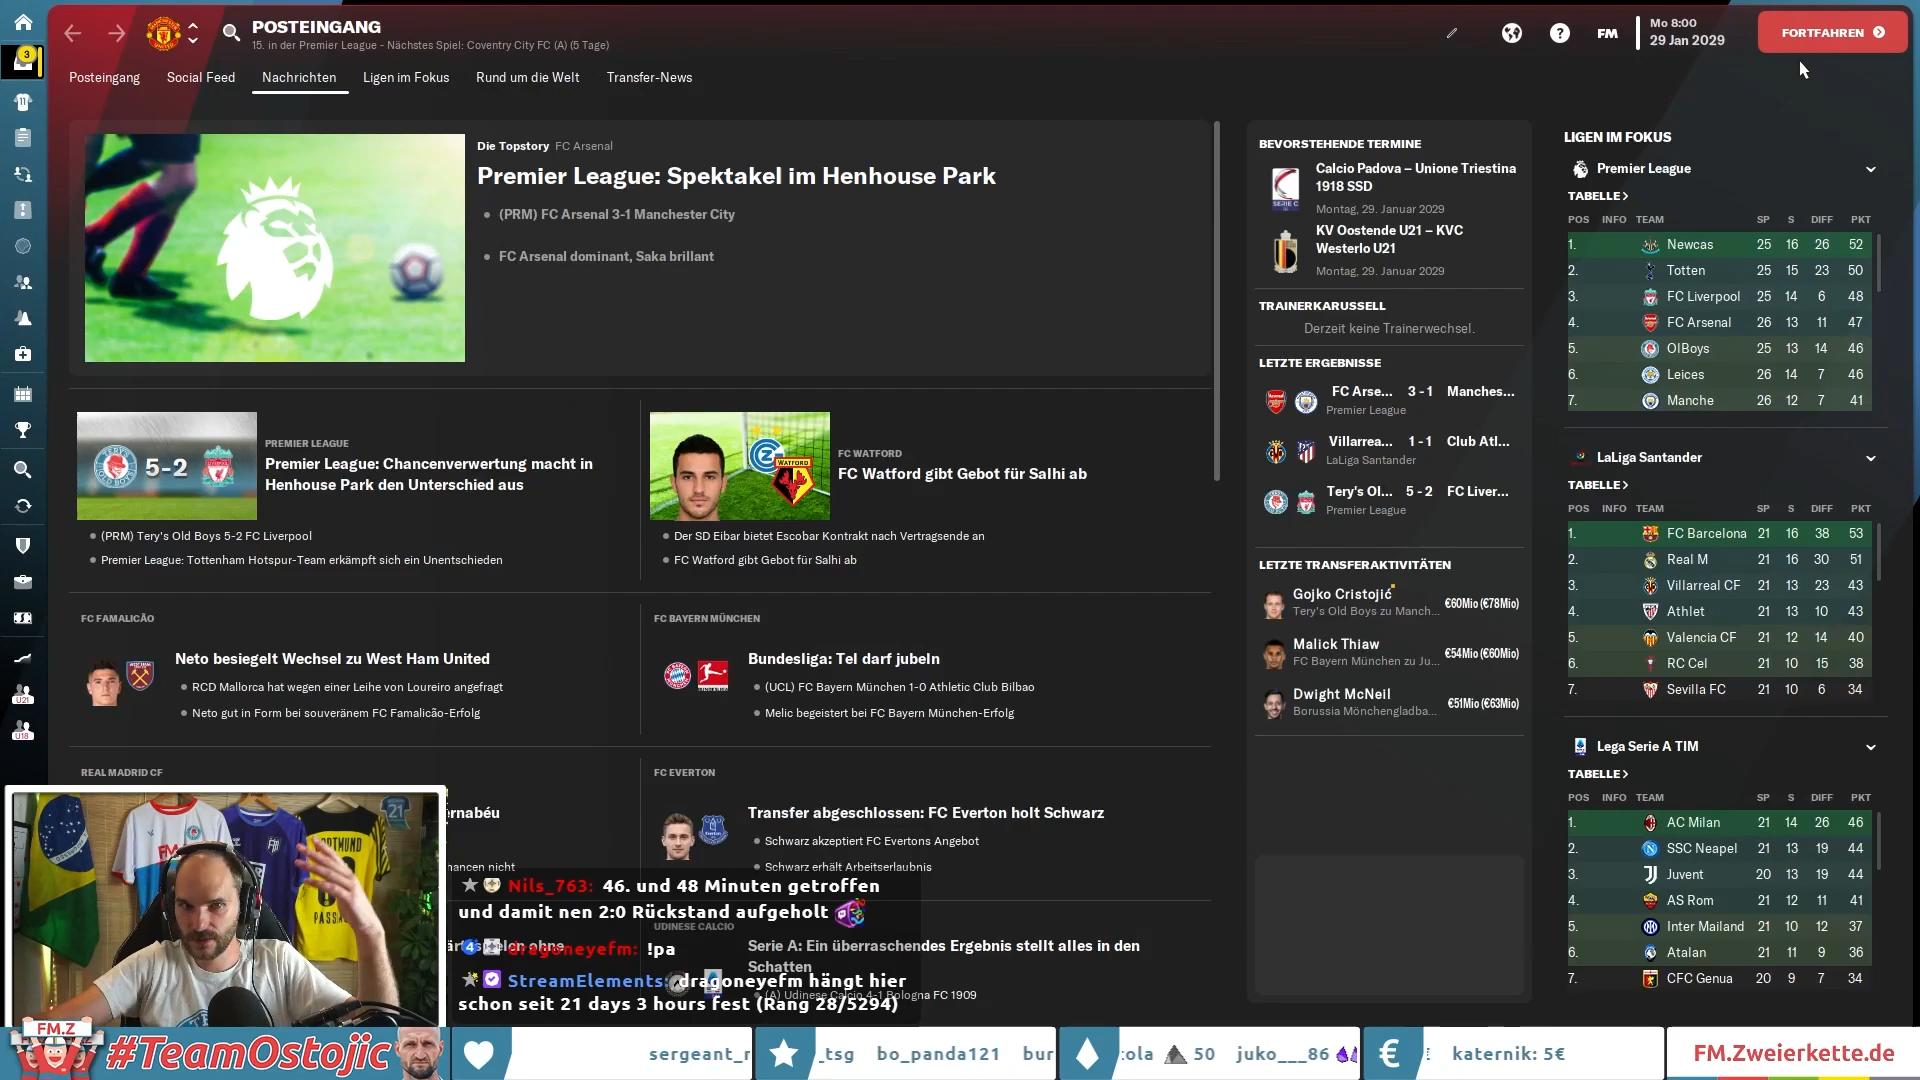 3
POSTEINGANG
15. in der Premier League - Nächstes Spiel: Coventry City FC (A) (5 Tage)
FM
Mo 8:00
29 Jan 2029
FORTFAHREN
Posteingang
Social Feed
Nachrichten
Ligen im Fokus
Rund um die Welt
Transfer-News
Die Topstory FC Arsenal
Premier League: Spektakel im Henhouse Park
(PRM) FC Arsenal 3-1 Manchester City
FC Arsenal dominant, Saka brillant
5-2
PREMIER LEAGUE
Premier League: Chancenverwertung macht in
Henhouse Park den Unterschied aus
(PRM) Tery's Old Boys 5-2 FC Liverpool
Premier League: Tottenham Hotspur-Team erkämpft sich ein Unentschieden
WATFORD
FC WATFORD
FC Watford gibt Gebot für Salhi ab
Der SD Eibar bietet Escobar Kontrakt nach Vertragsende an
FC Watford gibt Gebot für Salhi ab
FC FAMALICÃO
Neto besiegelt Wechsel zu West Ham United
RCD Mallorca hat wegen einer Leihe von Loureiro angefragt
Neto gut in Form bei souveränem FC Famalicão-Erfolg
FC BAYERN MÜNCHEN
Bundesliga: Tel darf jubeln
(UCL) FC Bayern München 1-0 Athletic Club Bilbao
Melic begeistert bei FC Bayern München-Erfolg
REAL MADRID CF
rnabéu
hancen nicht
FC EVERTON
Transfer abgeschlossen: FC Everton holt Schwarz
Schwarz akzeptiert FC Evertons Angebot
Schwarz erhält Arbeitserlaubnis
UDINESE CALCIO
Serie A: Ein überraschendes Ergebnis stellt alles in den
Schatten
(A) Udinese Calcio 4-1 Bologna FC 1909
BEVORSTEHENDE TERMINE
Calcio Padova – Unione Triestina
1918 SSD
Montag, 29. Januar 2029
KV Oostende U21 – KVC
Westerlo U21
Montag, 29. Januar 2029
TRAINERKARUSSELL
Derzeit keine Trainerwechsel.
LETZTE ERGEBNISSE
FC Arse... 3 - 1 Manches...
Premier League
Villarrea... 1 - 1 Club Atl...
LaLiga Santander
Tery's Ol... 5 - 2 FC Liver...
Premier League
LETZTE TRANSFERAKTIVITÄTEN
Gojko Cristojić
Tery's Old Boys zu Manch... €60Mio (€78Mio)
Malick Thiaw
FC Bayern München zu Ju... €54Mio (€60Mio)
Dwight McNeil
Borussia Mönchengladba... €51Mio (€63Mio)
LIGEN IM FOKUS
Premier League
TABELLE
POS INFO TEAM SP S DIFF PKT
1. Newcas 25 16 26 52
2. Totten 25 15 23 50
3. FC Liverpool 25 14 6 48
4. FC Arsenal 26 13 11 47
5. OlBoys 25 13 14 46
6. Leices 26 14 7 46
7. Manche 26 12 7 41
LaLiga Santander
TABELLE
POS INFO TEAM SP S DIFF PKT
1. FC Barcelona 21 16 38 53
2. Real M 21 16 30 51
3. Villarreal CF 21 13 23 43
4. Athlet 21 13 10 43
5. Valencia CF 21 12 14 40
6. RC Cel 21 10 15 38
7. Sevilla FC 21 10 6 34
Lega Serie A TIM
TABELLE
POS INFO TEAM SP S DIFF PKT
1. AC Milan 21 14 26 46
2. SSC Neapel 21 13 19 44
3. Juvent 20 13 19 44
4. AS Rom 21 12 11 41
5. Inter Mailand 21 10 12 37
6. Atalan 21 11 9 36
7. CFC Genua 20 9 7 34
U21
U18
21
DORTMUND
Nils_763: 46. und 48 Minuten getroffen
und damit nen 2:0 Rückstand aufgeholt
4 dragoneyefm: !pa
StreamElements: dragoneyefm hängt hier
schon seit 21 days 3 hours fest (Rang 28/5294)
FM.Z
#TeamOstojic
sergeant_r
_tsg bo_panda121 bur
:ola 50 juko___86
€ katernik: 5€
FM.Zweierkette.de